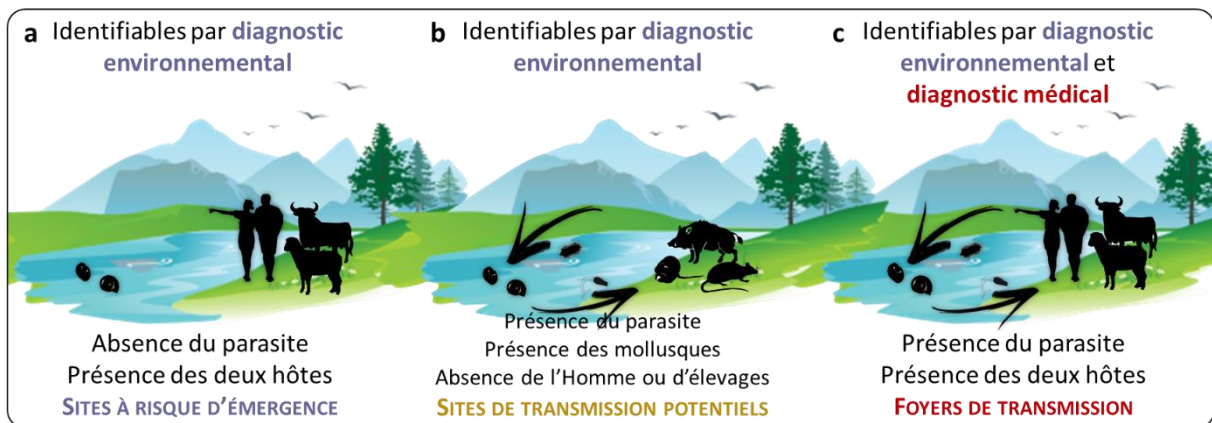 a Identifiables par diagnostic
environnemental
Absence du parasite
Présence des deux hôtes
SITES À RISQUE D'ÉMERGENCE
b Identifiables par diagnostic
environnemental
Présence du parasite
Présence des mollusques
Absence de l'Homme ou d'élevages
SITES DE TRANSMISSION POTENTIELS
c Identifiables par diagnostic
environnemental et
diagnostic médical
Présence du parasite
Présence des deux hôtes
FOYERS DE TRANSMISSION